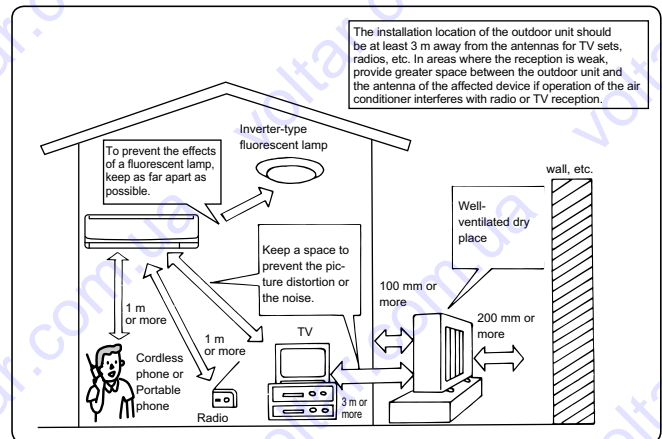 The installation location of the outdoor unit should
be at least 3 m away from the antennas for TV sets,
radios, etc. In areas where the reception is weak,
provide greater space between the outdoor unit and
the antenna of the affected device if operation of the air
conditioner interferes with radio or TV reception.
Inverter-type
fluorescent lamp
To prevent the effects
of a fluorescent lamp,
keep as far apart as
possible.
wall, etc.
Well-
ventilated dry
place
Keep a space to
prevent the pic-
ture distortion or
the noise.
100 mm or
more
200 mm or
more
1 m
or more
1 m
or more
TV
Cordless
phone or
Portable
phone
Radio
3 m or
more
voltar.com.ua